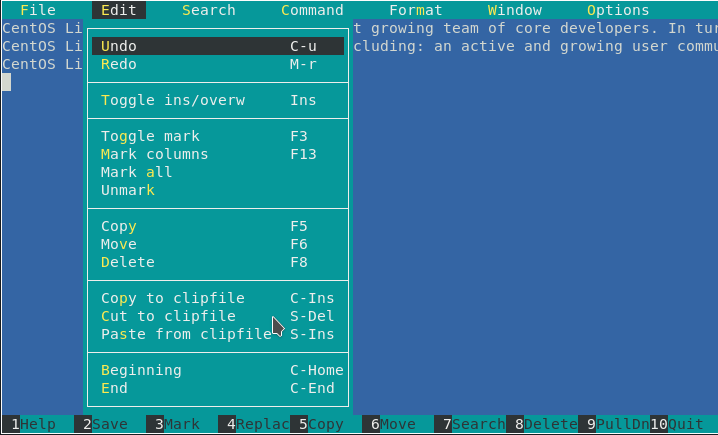 File Edit Search Command Format Window Options
CentOS Li t growing team of core developers. In tur
CentOS Li cluding: an active and growing user commu
CentOS Li
Undo C-u
Redo M-r
Toggle ins/overw Ins
Toggle mark F3
Mark columns F13
Mark all
Unmark
Copy F5
Move F6
Delete F8
Copy to clipfile C-Ins
Cut to clipfile S-Del
Paste from clipfile S-Ins
Beginning C-Home
End C-End
1Help 2Save 3Mark 4Replac 5Copy 6Move 7Search 8Delete 9PullDn 10Quit